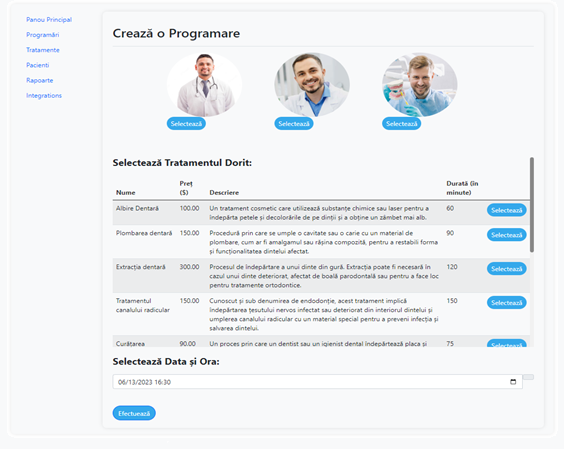 Panou Principal
Programări
Tratamente
Pacienti
Rapoarte
Integrations
Crează o Programare
Selectează Selectează Selectează
Selectează Tratamentul Dorit:
Nume Preț ($) Descriere Durată (în minute)
Albire Dentară 100.00 Un tratament cosmetic care utilizează substanțe chimice sau laser pentru a 60 Selectează
îndepărta petele și decolorările de pe dinții și a obține un zâmbet mai alb.
Plombarea dentară 150.00 Procedură prin care se umple o cavitate sau o carie cu un material de 90 Selectează
plombare, cum ar fi amalgamul sau rășina compozită, pentru a restabili forma
și funcționalitatea dintelui afectat.
Extracția dentară 300.00 Procesul de îndepărtare a unui dinte din gură. Extracția poate fi necesară în 120 Selectează
cazul unui dinte deteriorat, afectat de boală parodontală sau pentru a face loc
pentru tratamente ortodontice.
Tratamentul canalului radicular 150.00 Cunoscut și sub denumirea de endodonție, acest tratament implică 150 Selectează
îndepărtarea țesutului nervos infectat sau deteriorat din interiorul dintelui și
umplerea canalului radicular cu un material special pentru a preveni infecția și
salvarea dintelui.
Curățarea 90.00 Un proces prin care un dentist sau un igienist dental îndepărtează placa și 75 Selectează
Selectează Data și Ora:
06/13/2023 16:30
Efectuează